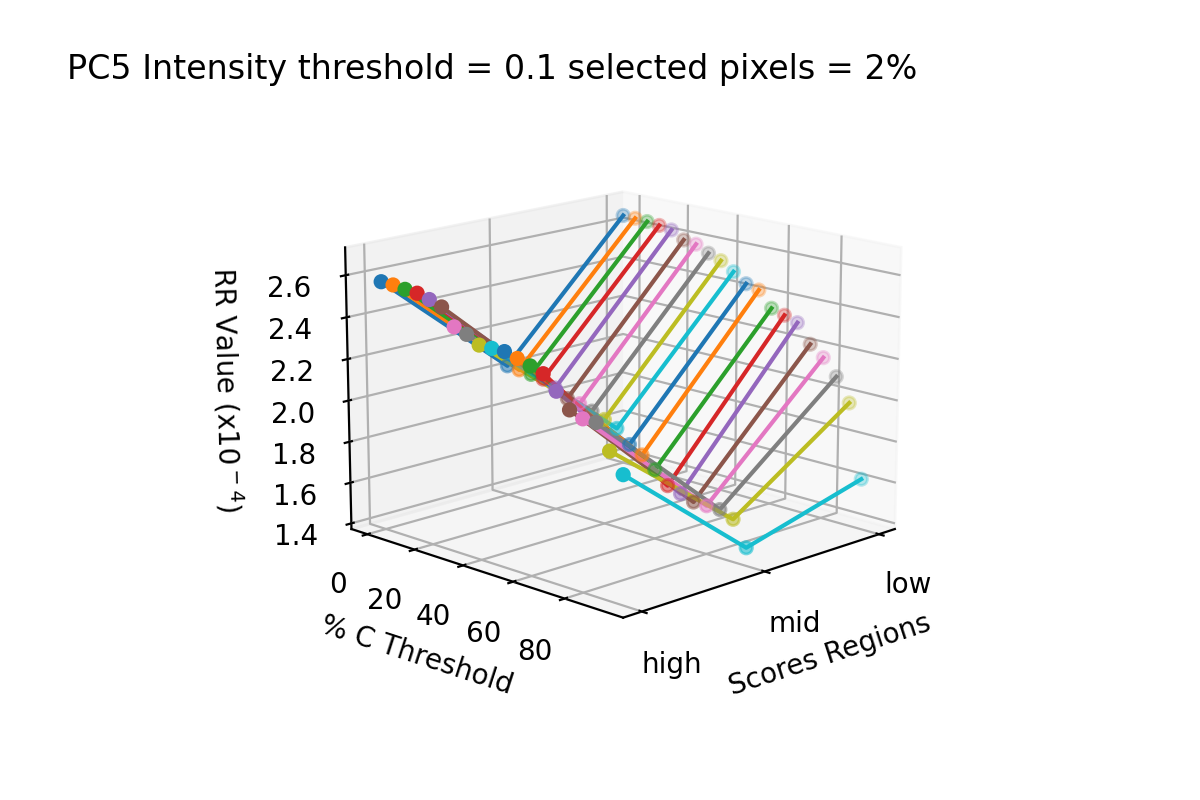 PC5 Intensity threshold = 0.1 selected pixels = 2%
RR Value (x10⁻⁴)
2.6
2.4
2.2
2.0
1.8
1.6
1.4
0
20
40
60
80
% C Threshold
high
mid
low
Scores Regions